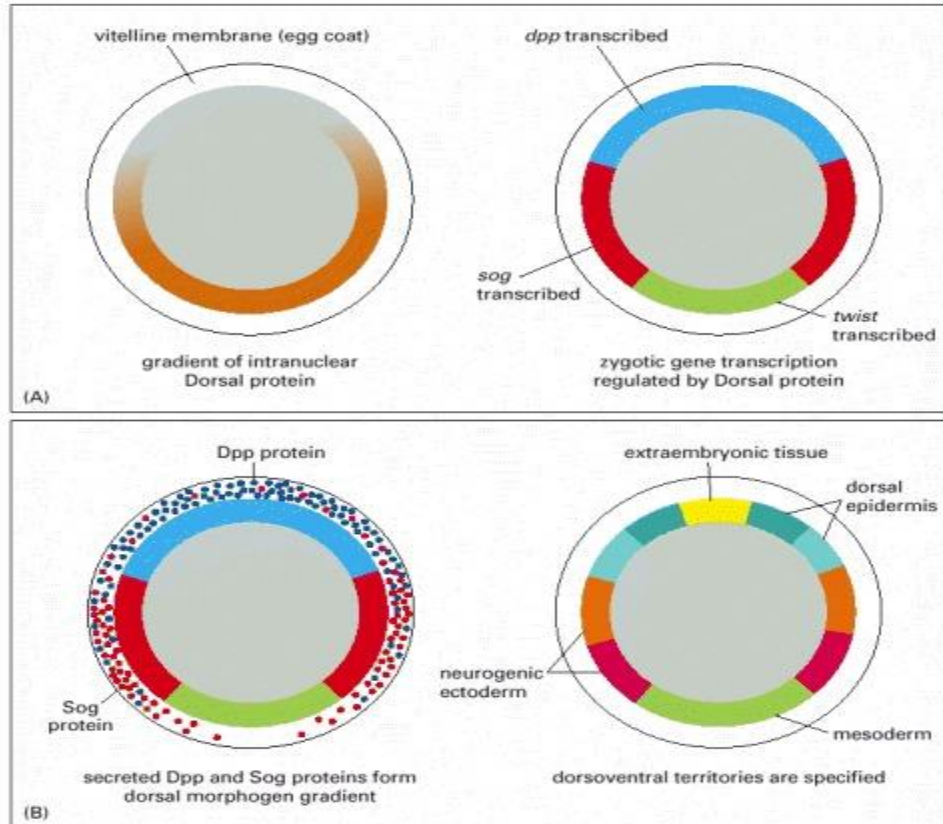 vitelline membrane (egg coat)
dpp transcribed
sog
transcribed
twist
transcribed
gradient of intranuclear
Dorsal protein
zygotic gene transcription
regulated by Dorsal protein
(A)
Dpp protein
extraembryonic tissue
dorsal
epidermis
neurogenic
ectoderm
Sog
protein
mesoderm
secreted Dpp and Sog proteins form
dorsal morphogen gradient
dorsoventral territories are specified
(B)